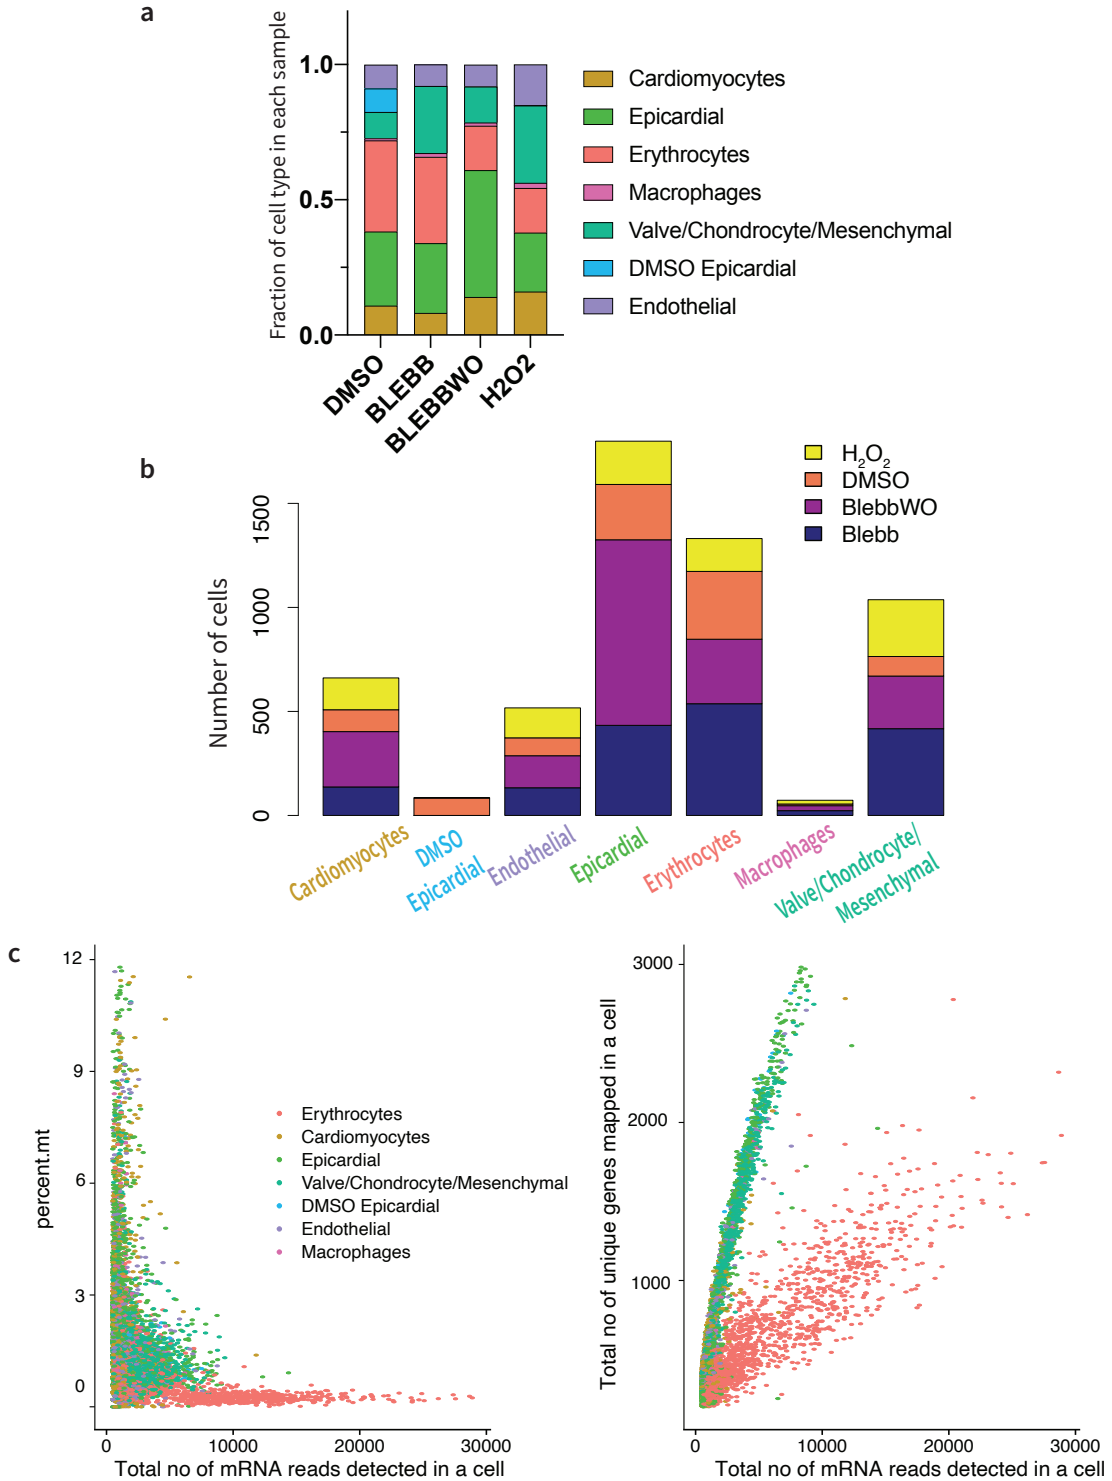 a
Fraction of cell type in each sample
1.0
0.5
0.0
DMSO
BLEBB
BLEBBWO
H2O2
Cardiomyocytes
Epicardial
Erythrocytes
Macrophages
Valve/Chondrocyte/Mesenchymal
DMSO Epicardial
Endothelial
b
Number of cells
1500
1000
500
0
H₂O₂
DMSO
BlebbWO
Blebb
Cardiomyocytes
DMSO
Epicardial
Endothelial
Epicardial
Erythrocytes
Macrophages
Valve/Chondrocyte/
Mesenchymal
c
percent.mt
12
9
6
3
0
Erythrocytes
Cardiomyocytes
Epicardial
Valve/Chondrocyte/Mesenchymal
DMSO Epicardial
Endothelial
Macrophages
0 10000 20000 30000
Total no of mRNA reads detected in a cell
Total no of unique genes mapped in a cell
3000
2000
1000
0 10000 20000 30000
Total no of mRNA reads detected in a cell